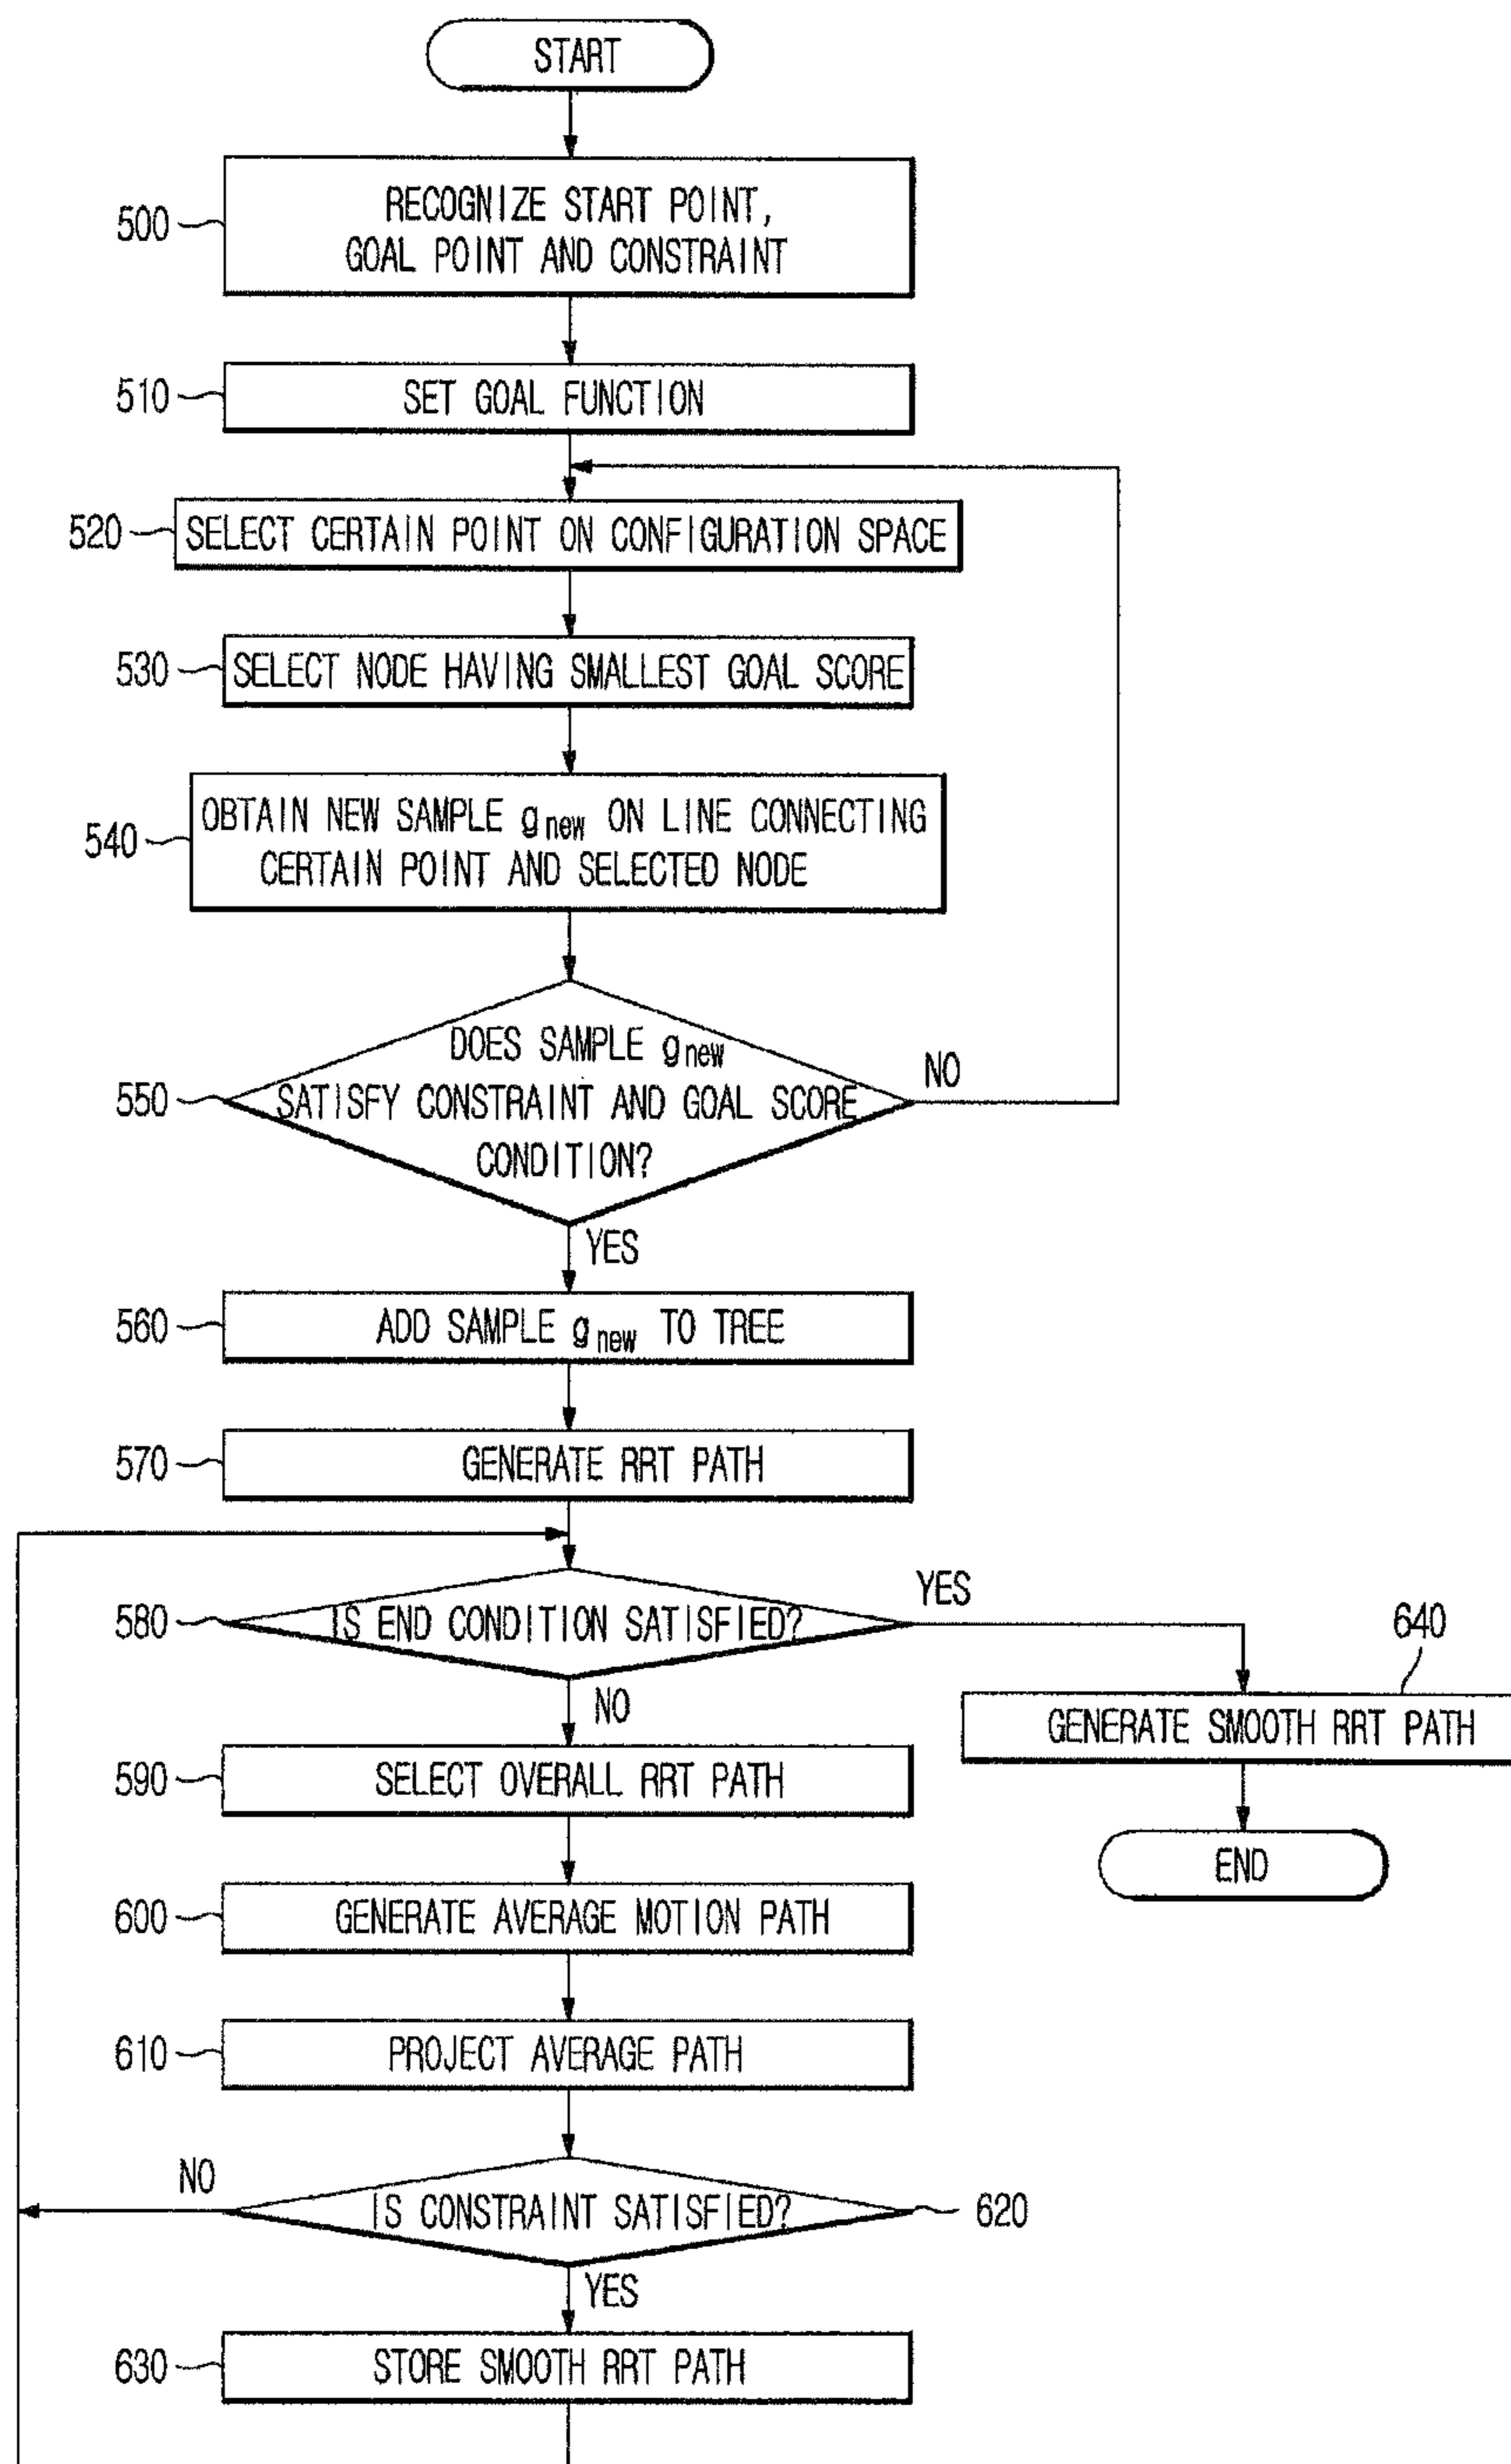 START
500
RECOGNIZE START POINT,
GOAL POINT AND CONSTRAINT
510
SET GOAL FUNCTION
520
SELECT CERTAIN POINT ON CONFIGURATION SPACE
530
SELECT NODE HAVING SMALLEST GOAL SCORE
540
OBTAIN NEW SAMPLE gnew ON LINE CONNECTING
CERTAIN POINT AND SELECTED NODE
550
DOES SAMPLE gnew
SATISFY CONSTRAINT AND GOAL SCORE
CONDITION?
NO
YES
560
ADD SAMPLE gnew TO TREE
570
GENERATE RRT PATH
580
IS END CONDITION SATISFIED?
YES
NO
640
GENERATE SMOOTH RRT PATH
END
590
SELECT OVERALL RRT PATH
600
GENERATE AVERAGE MOTION PATH
610
PROJECT AVERAGE PATH
NO
IS CONSTRAINT SATISFIED?
620
YES
630
STORE SMOOTH RRT PATH